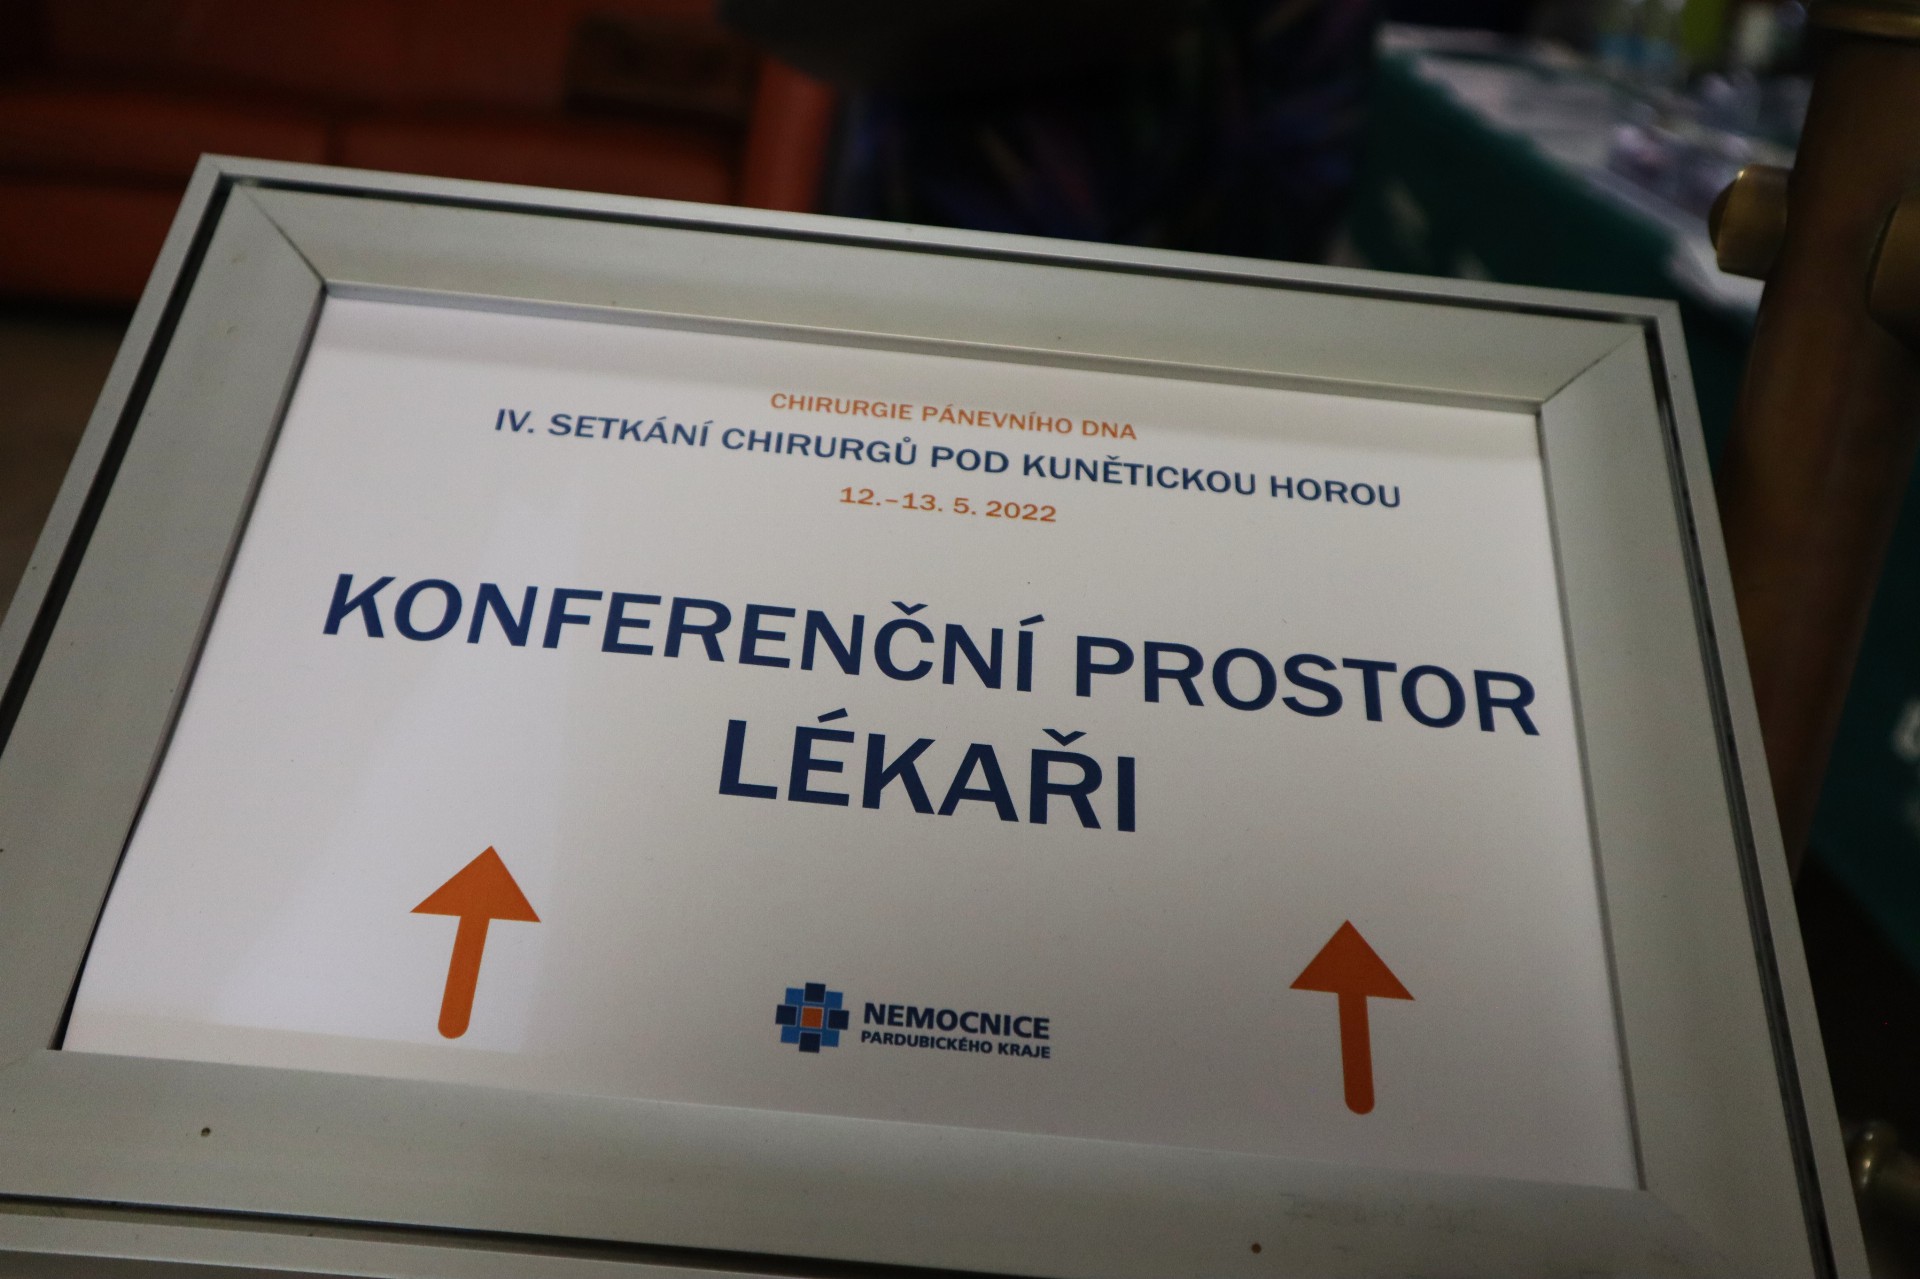 CHIRURGIE PÁNEVNÍHO DNA
IV. SETKÁNÍ CHIRURGŮ POD KUNĚTICKOU HOROU
12.–13. 5. 2022
KONFERENČNÍ PROSTOR
LÉKAŘI
NEMOCNICE
PARDUBICKÉHO KRAJE